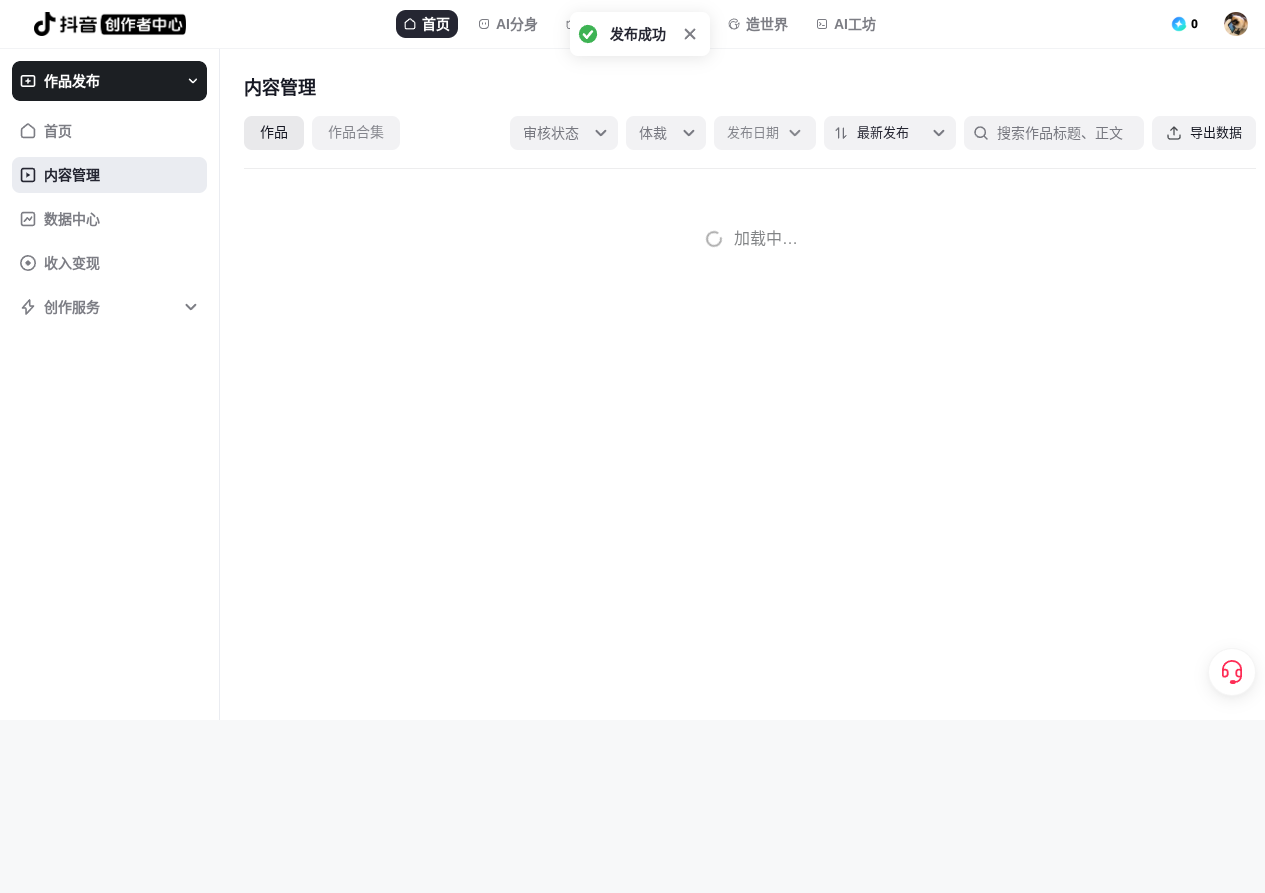 抖音 创作者中心
首页
AI分身
造世界
AI工坊
0
发布成功
作品发布
首页
内容管理
数据中心
收入变现
创作服务
内容管理
作品
作品合集
审核状态
体裁
发布日期
最新发布
搜索作品标题、正文
导出数据
加载中...